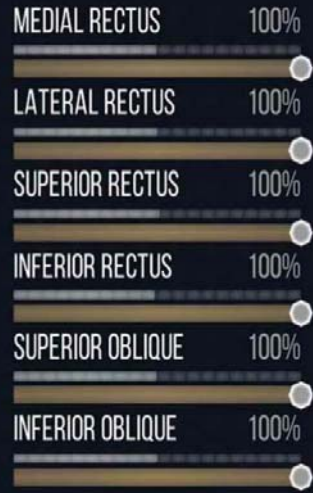 MEDIAL RECTUS 100%
LATERAL RECTUS 100%
SUPERIOR RECTUS 100%
INFERIOR RECTUS 100%
SUPERIOR OBLIQUE 100%
INFERIOR OBLIQUE 100%